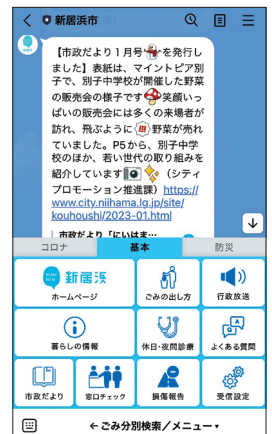 新居浜市
【市政だより1月号を発行し
ました】表紙は、マイントピア別
子で、別子中学校が開催した野菜
の販売会の様子です笑顔いっ
ぱいの販売会には多くの来場者が
訪れ、飛ぶように野菜が売れ
ていました。P5から、別子中学
校のほか、若い世代の取り組みを
紹介しています（シティ
プロモーション推進課）https://
www.city.niihama.lg.jp/site/
kouhoushi/2023-01.html
市政だより「にいはま…
コロナ
基本
防災
新居浜
ホームページ
ごみの出し方
行政放送
暮らしの情報
休日・夜間診療
よくある質問
市政だより
窓口チェック
損傷報告
受信設定
←ごみ分別検索／メニュー▾